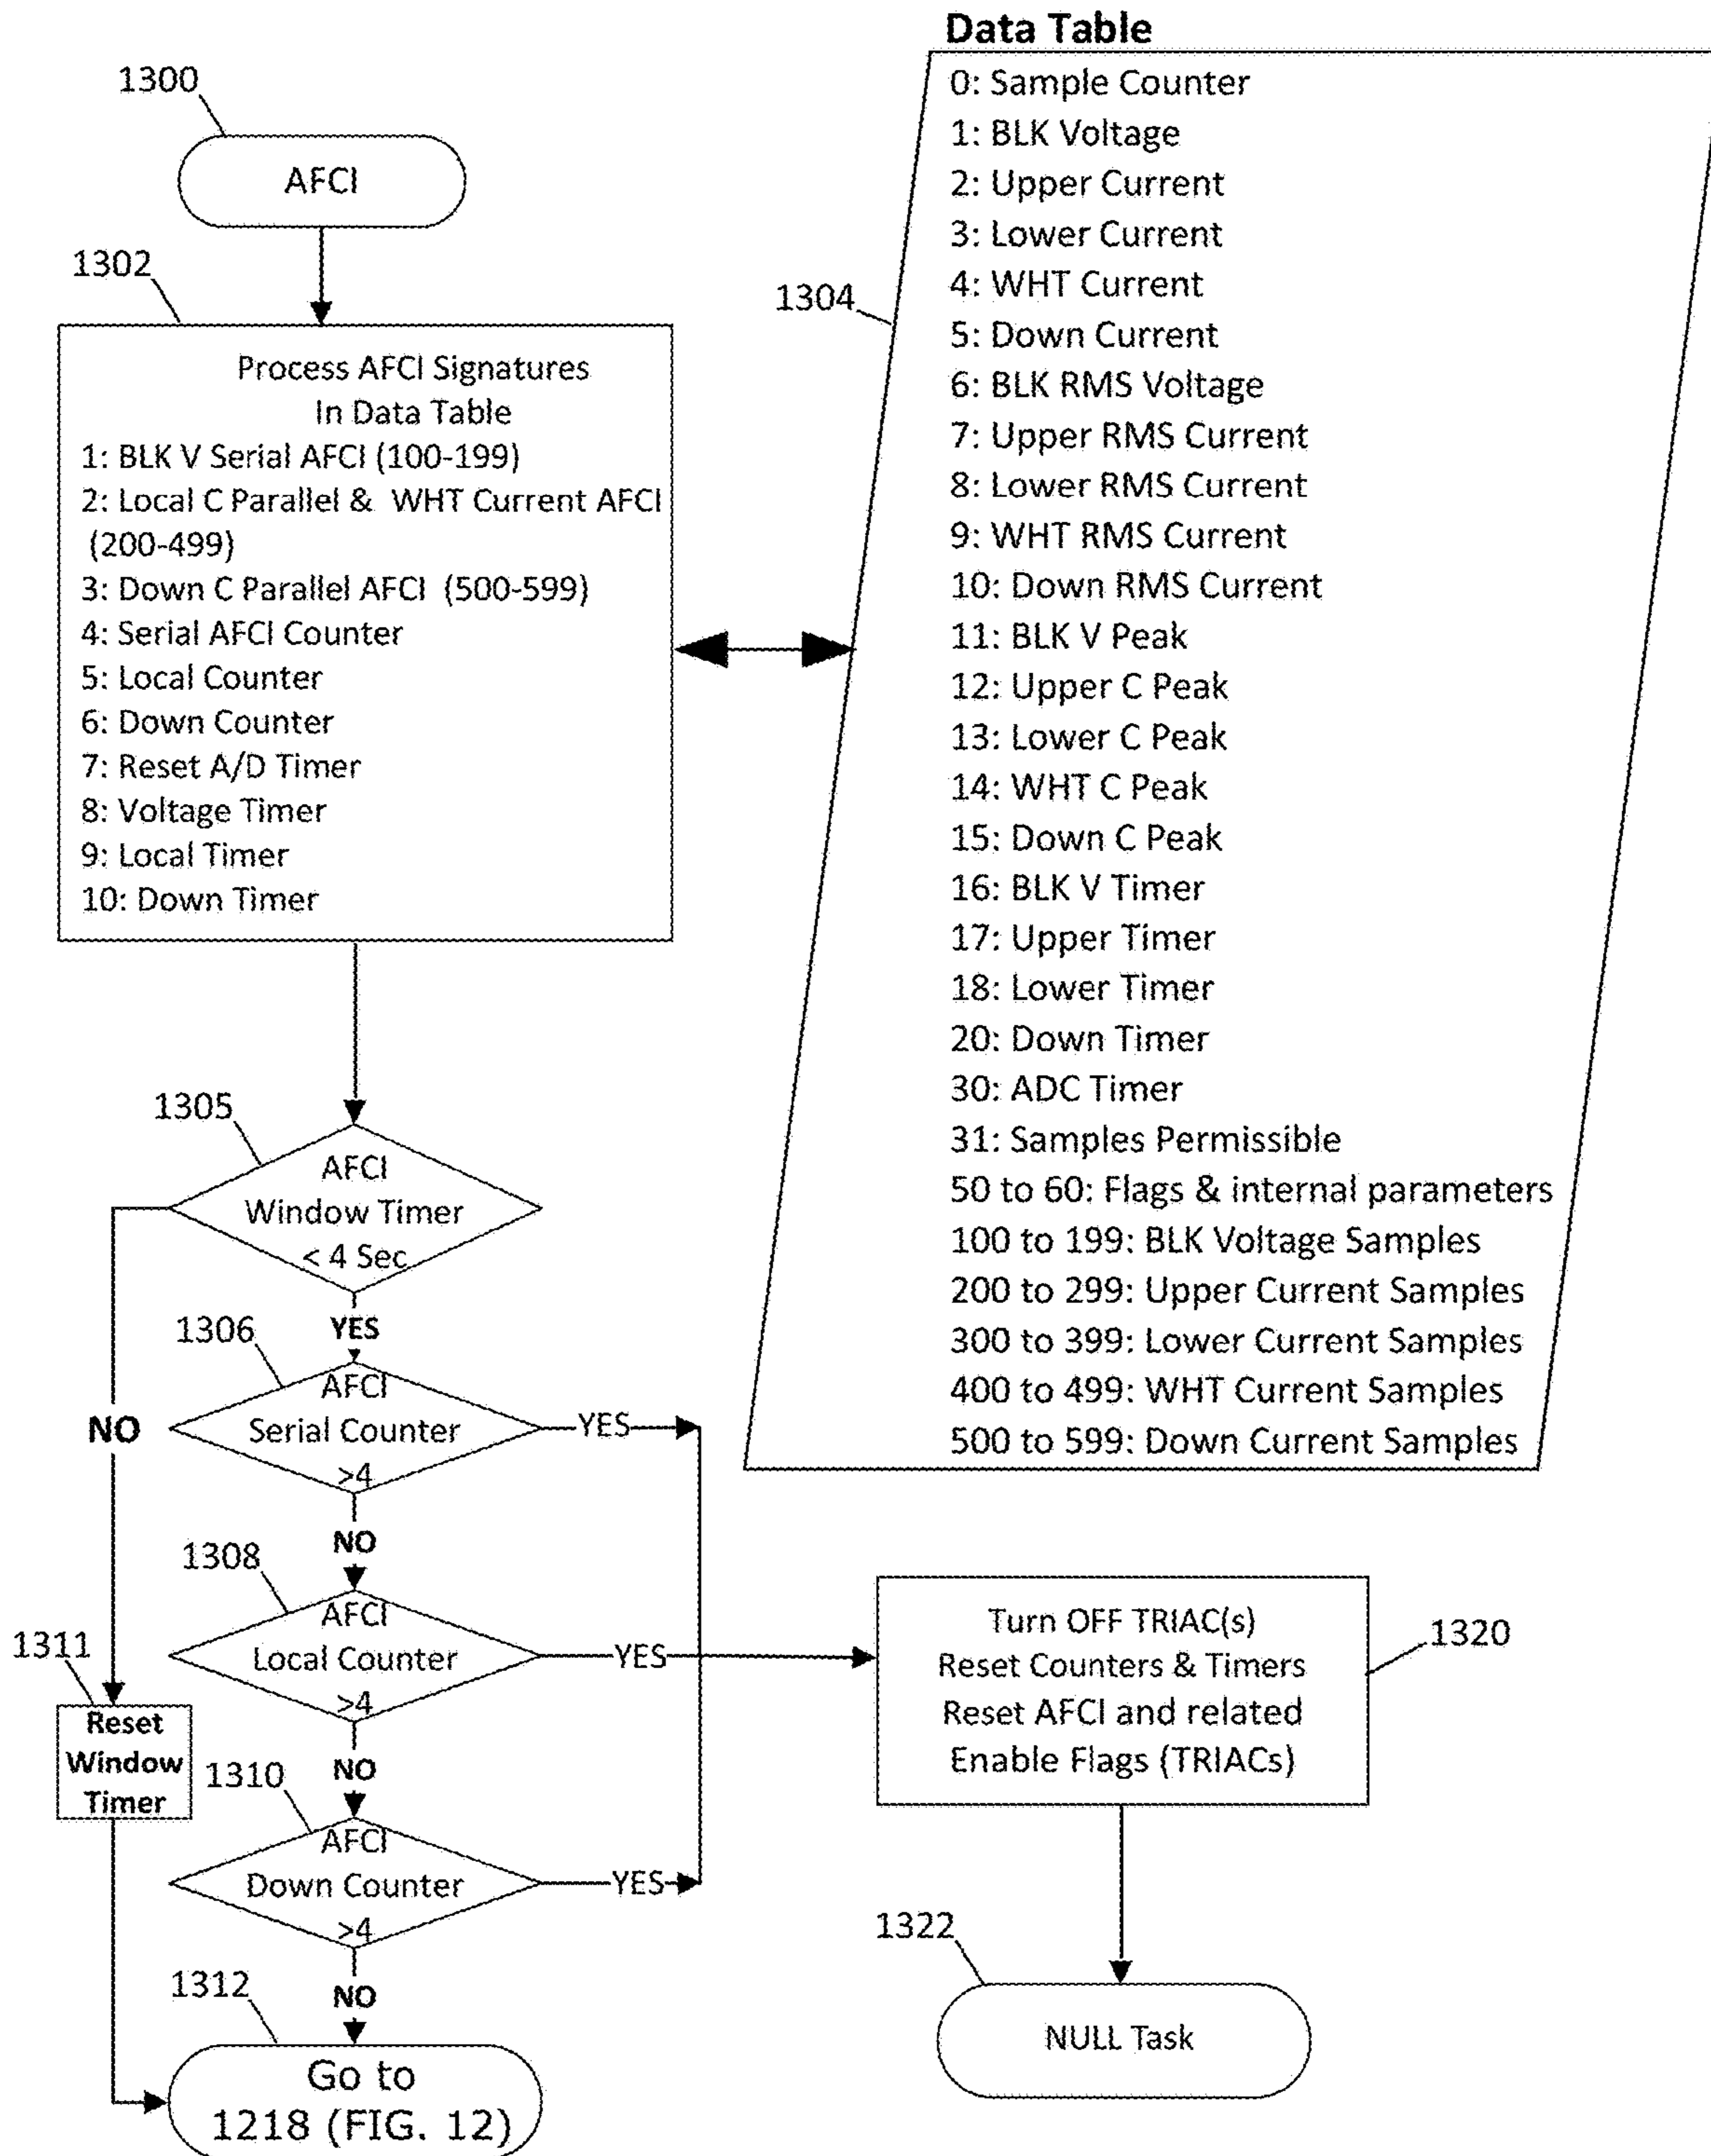 Data Table
1300
AFCI
1302
Process AFCI Signatures
In Data Table
1: BLK V Serial AFCI (100-199)
2: Local C Parallel & WHT Current AFCI
(200-499)
3: Down C Parallel AFCI (500-599)
4: Serial AFCI Counter
5: Local Counter
6: Down Counter
7: Reset A/D Timer
8: Voltage Timer
9: Local Timer
10: Down Timer
1304
0: Sample Counter
1: BLK Voltage
2: Upper Current
3: Lower Current
4: WHT Current
5: Down Current
6: BLK RMS Voltage
7: Upper RMS Current
8: Lower RMS Current
9: WHT RMS Current
10: Down RMS Current
11: BLK V Peak
12: Upper C Peak
13: Lower C Peak
14: WHT C Peak
15: Down C Peak
16: BLK V Timer
17: Upper Timer
18: Lower Timer
20: Down Timer
30: ADC Timer
31: Samples Permissible
50 to 60: Flags & internal parameters
100 to 199: BLK Voltage Samples
200 to 299: Upper Current Samples
300 to 399: Lower Current Samples
400 to 499: WHT Current Samples
500 to 599: Down Current Samples
1305
AFCI
Window Timer
< 4 Sec
YES
NO
1306
AFCI
Serial Counter
>4
YES
NO
1308
AFCI
Local Counter
>4
YES
NO
1311
Reset
Window
Timer
1310
AFCI
Down Counter
>4
YES
NO
1312
Go to
1218 (FIG. 12)
Turn OFF TRIAC(s)
Reset Counters & Timers
Reset AFCI and related
Enable Flags (TRIACs)
1320
1322
NULL Task